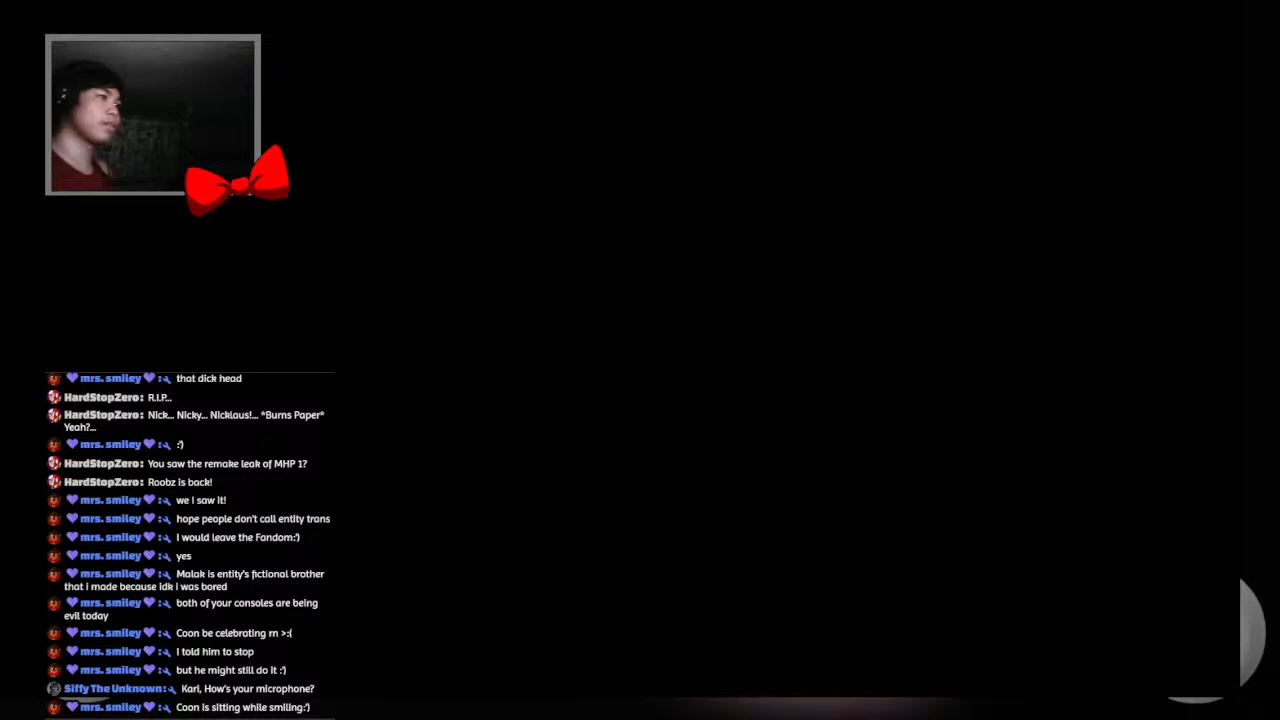 mrs. smiley : that dick head
HardStopZero: R.I.P...
HardStopZero: Nick... Nicky... Nicklaus!... *Burns Paper*
Yeah?...
mrs. smiley : :')
HardStopZero: You saw the remake leak of MHP 1?
HardStopZero: Roobz is back!
mrs. smiley : we I saw it!
mrs. smiley : hope people don't call entity trans
mrs. smiley : I would leave the Fandom:')
mrs. smiley : yes
mrs. smiley : Malak is entity's fictional brother
that i made because idk i was bored
mrs. smiley : both of your consoles are being
evil today
mrs. smiley : Coon be celebrating rn >:(
mrs. smiley : I told him to stop
mrs. smiley : but he might still do it :')
Siffy The Unknown: Kari, How's your microphone?
mrs. smiley : Coon is sitting while smiling:')